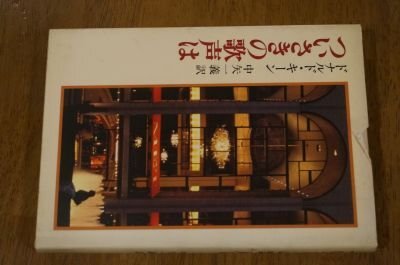 ついさきの歌声は
ドナルド・キーン
中矢一義訳